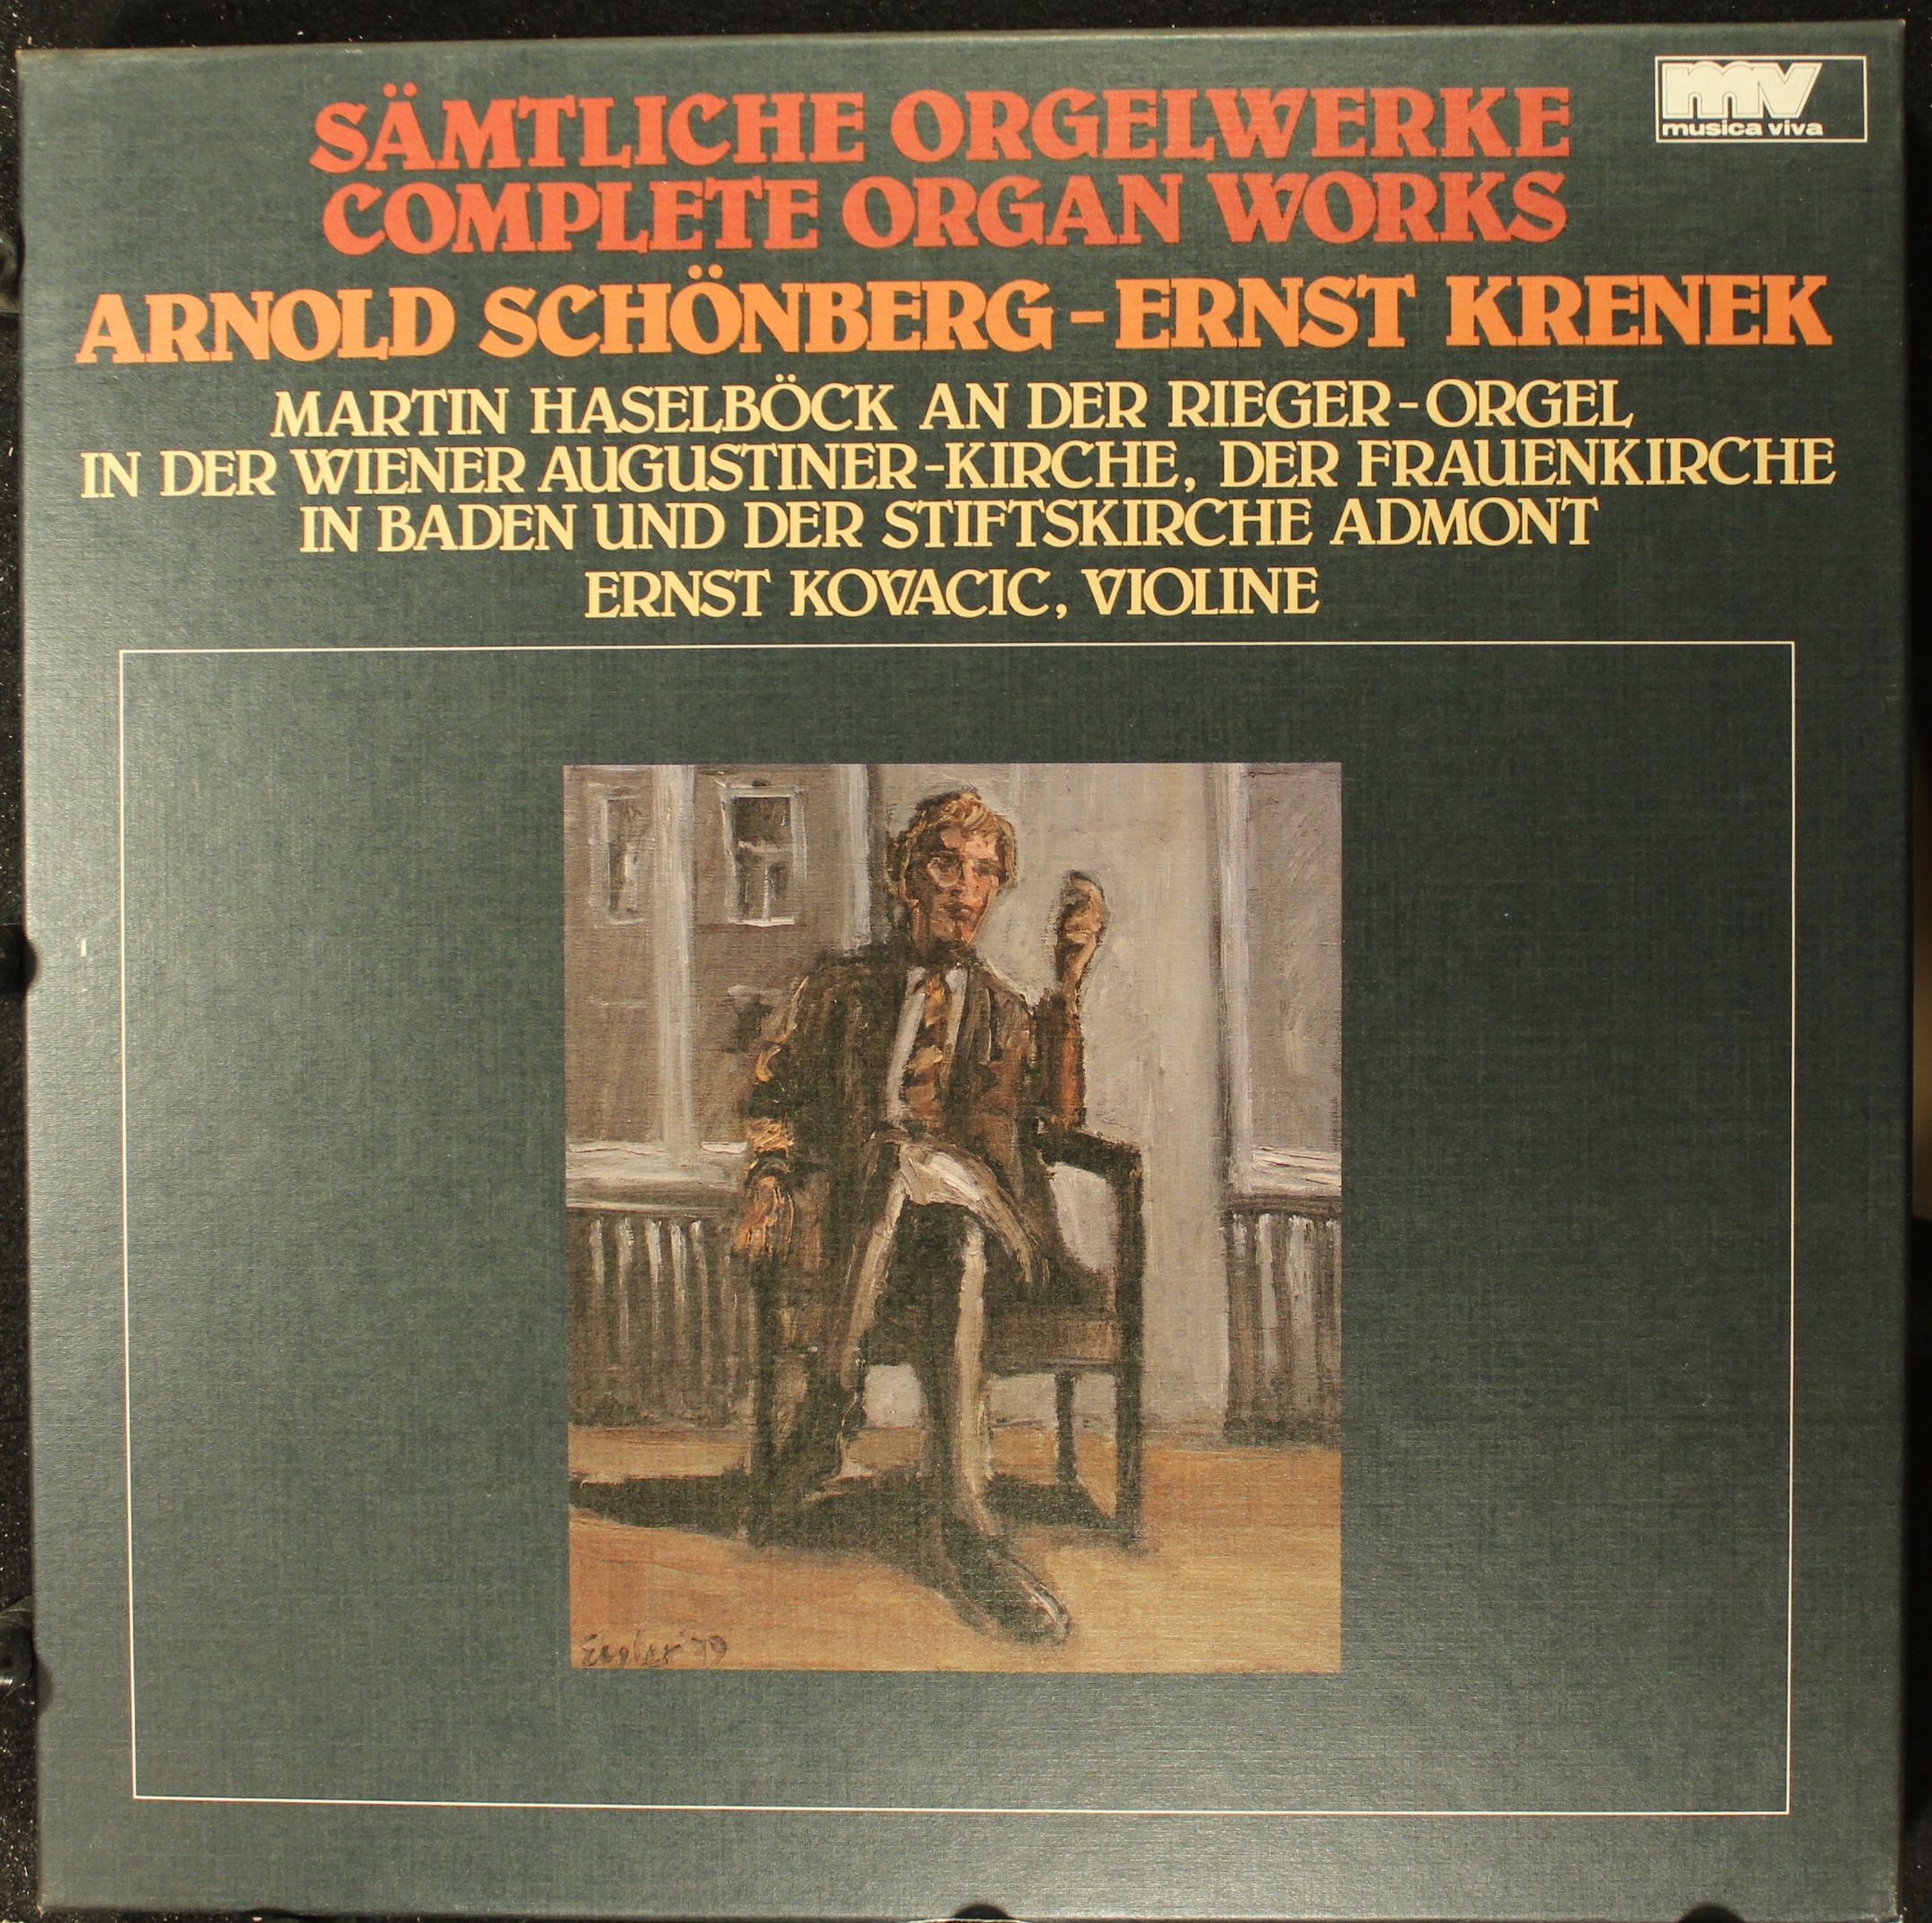 mv
musica viva
SÄMTLICHE ORGELWERKE
COMPLETE ORGAN WORKS
ARNOLD SCHÖNBERG-ERNST KRENEK
MARTIN HASELBÖCK AN DER RIEGER-ORGEL
IN DER WIENER AUGUSTINER-KIRCHE, DER FRAUENKIRCHE
IN BADEN UND DER STIFTSKIRCHE ADMONT
ERNST KOVACIC, VIOLINE
79